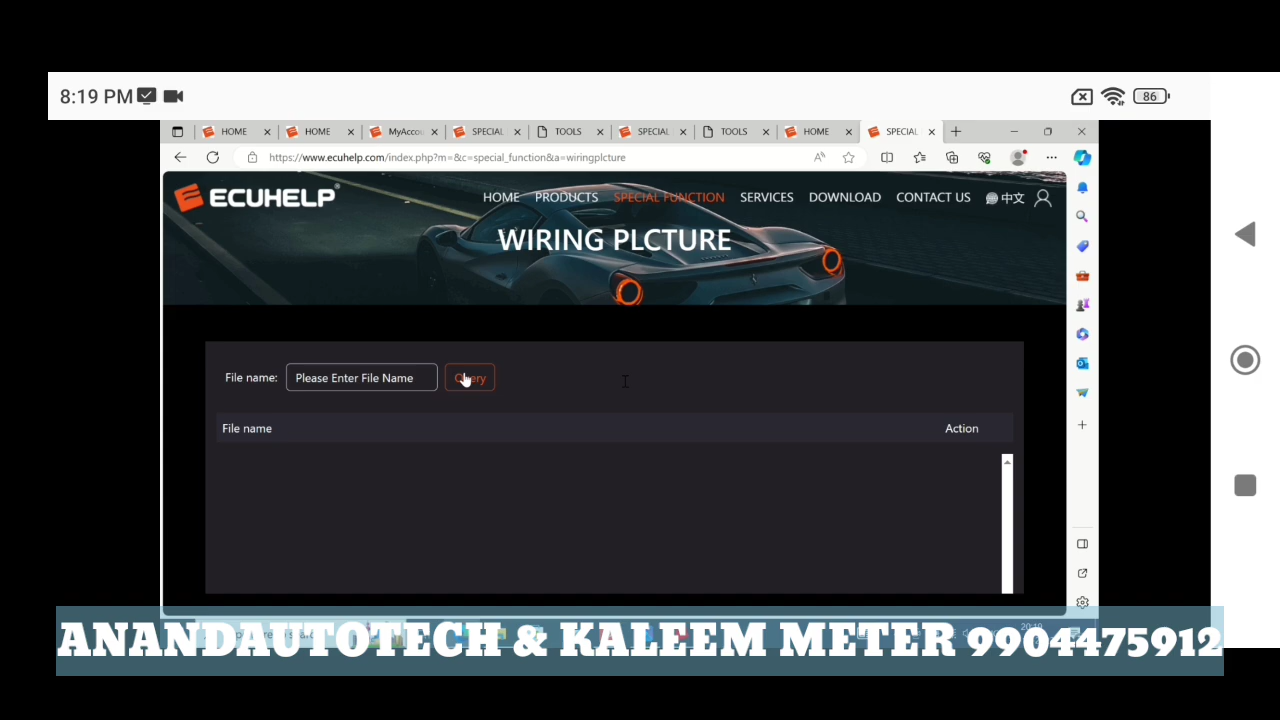 8:19 PM
86
HOME
HOME
MyAccou
SPECIAL
TOOLS
SPECIAL
TOOLS
HOME
SPECIAL
https://www.ecuhelp.com/index.php?m=&c=special_function&a=wiringplcture
ECUHELP®
HOME PRODUCTS SPECIAL FUNCTION SERVICES DOWNLOAD CONTACT US 中文
WIRING PLCTURE
File name: Please Enter File Name Query
File name Action
ANANDAUTOTECH & KALEEM METER 9904475912